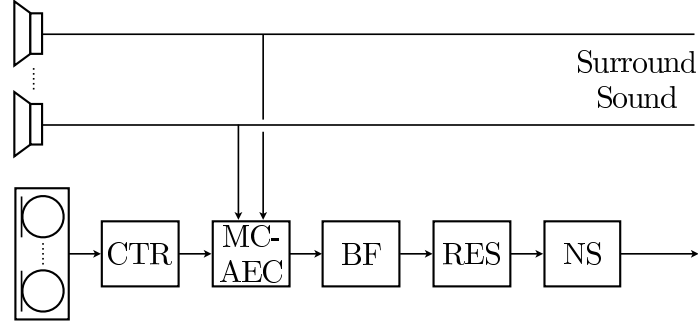 Surround
Sound
CTR
MC-
AEC
BF
RES
NS